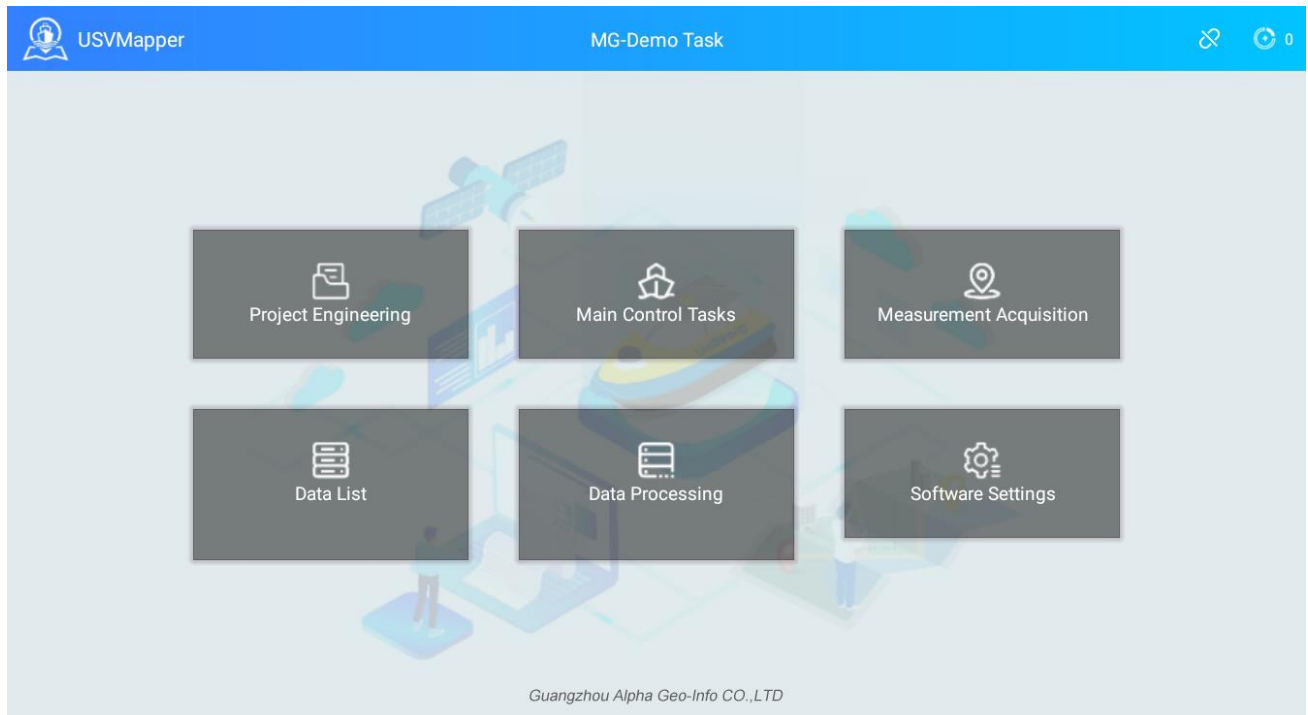 USVMapper
MG-Demo Task
0
Project Engineering
Main Control Tasks
Measurement Acquisition
Data List
Data Processing
Software Settings
Guangzhou Alpha Geo-Info CO.,LTD